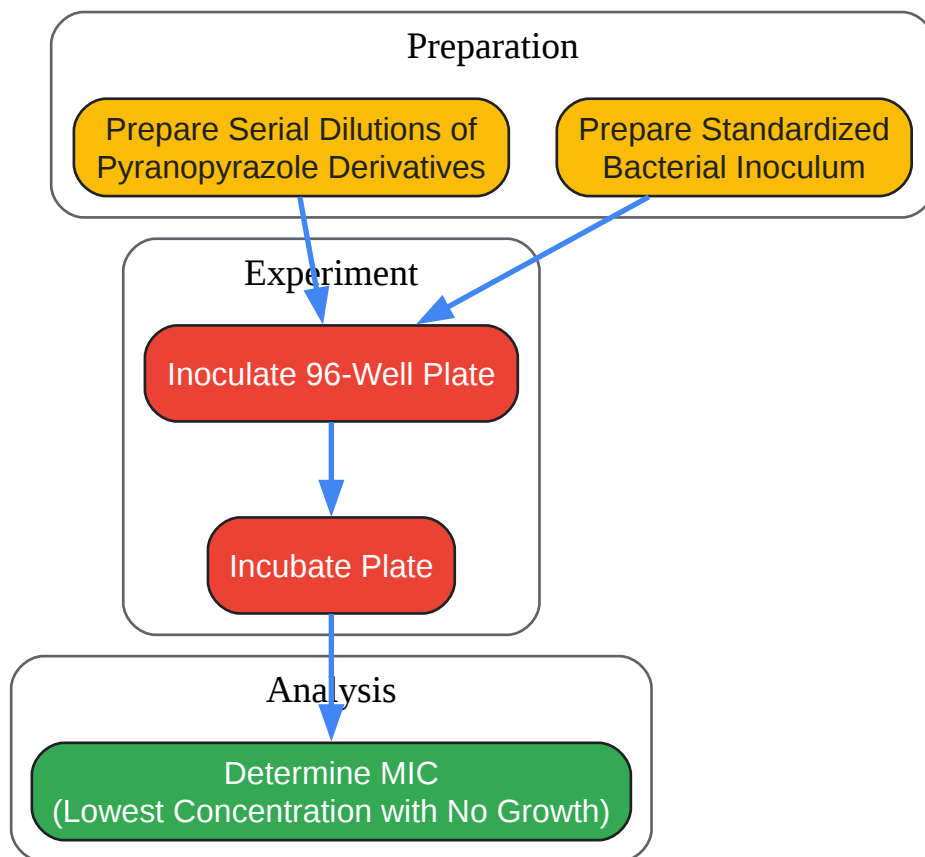 Preparation
Prepare Serial Dilutions of
Pyranopyrazole Derivatives
Prepare Standardized
Bacterial Inoculum
Experiment
Inoculate 96-Well Plate
Incubate Plate
Analysis
Determine MIC
(Lowest Concentration with No Growth)